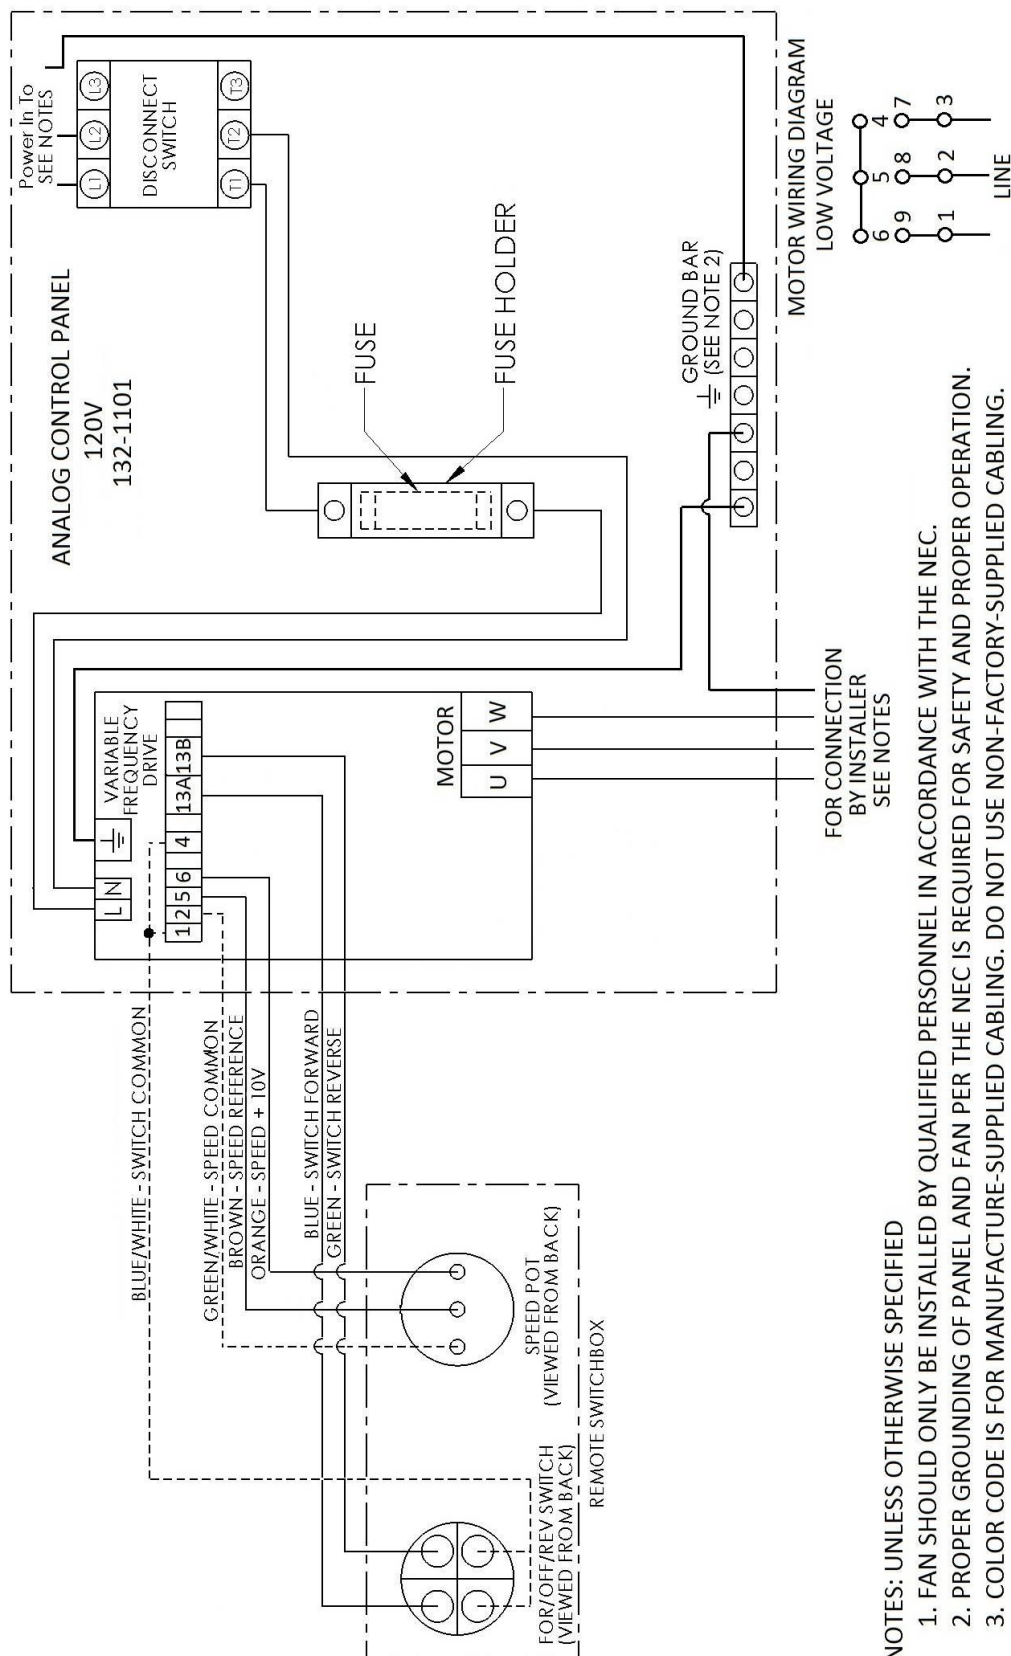 ANALOG CONTROL PANEL
120V
132-1101
Power In To
SEE NOTES
L1
L2
L3
DISCONNECT
SWITCH
T1
T2
T3
FUSE
FUSE HOLDER
GROUND BAR
(SEE NOTE 2)
VARIABLE
FREQUENCY
DRIVE
L
N
1
2
5
6
4
13A
13B
MOTOR
U
V
W
FOR CONNECTION
BY INSTALLER
SEE NOTES
BLUE/WHITE - SWITCH COMMON
GREEN/WHITE - SPEED COMMON
BROWN - SPEED REFERENCE
ORANGE - SPEED + 10V
BLUE - SWITCH FORWARD
GREEN - SWITCH REVERSE
FOR/OFF/REV SWITCH
(VIEWED FROM BACK)
SPEED POT
(VIEWED FROM BACK)
REMOTE SWITCHBOX
MOTOR WIRING DIAGRAM
LOW VOLTAGE
6 5 4
9 8 7
1 2 3
LINE
NOTES: UNLESS OTHERWISE SPECIFIED
1. FAN SHOULD ONLY BE INSTALLED BY QUALIFIED PERSONNEL IN ACCORDANCE WITH THE NEC.
2. PROPER GROUNDING OF PANEL AND FAN PER THE NEC IS REQUIRED FOR SAFETY AND PROPER OPERATION.
3. COLOR CODE IS FOR MANUFACTURE-SUPPLIED CABLING. DO NOT USE NON-FACTORY-SUPPLIED CABLING.